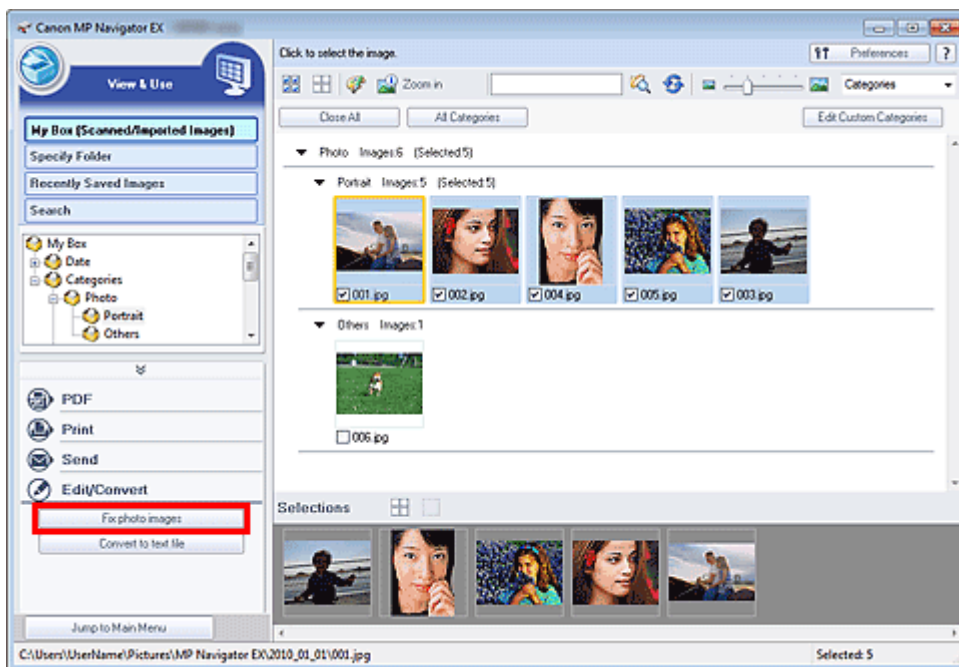 Canon MP Navigator EX
View & Use
My Box (Scanned/Imported Images)
Specify Folder
Recently Saved Images
Search
My Box
Date
Categories
Photo
Portrait
Others
PDF
Print
Send
Edit/Convert
Fix photo images
Convert to text file
Jump to Main Menu
Click to select the image.
Preferences
?
Zoom in
Categories
Close All
All Categories
Edit Custom Categories
Photo Images:6 (Selected:5)
Portrait Images:5 (Selected:5)
001.jpg
002.jpg
004.jpg
005.jpg
003.jpg
Others Images:1
006.jpg
Selections
C:\Users\UserName\Pictures\MP Navigator EX\2010_01_01\001.jpg
Selected: 5